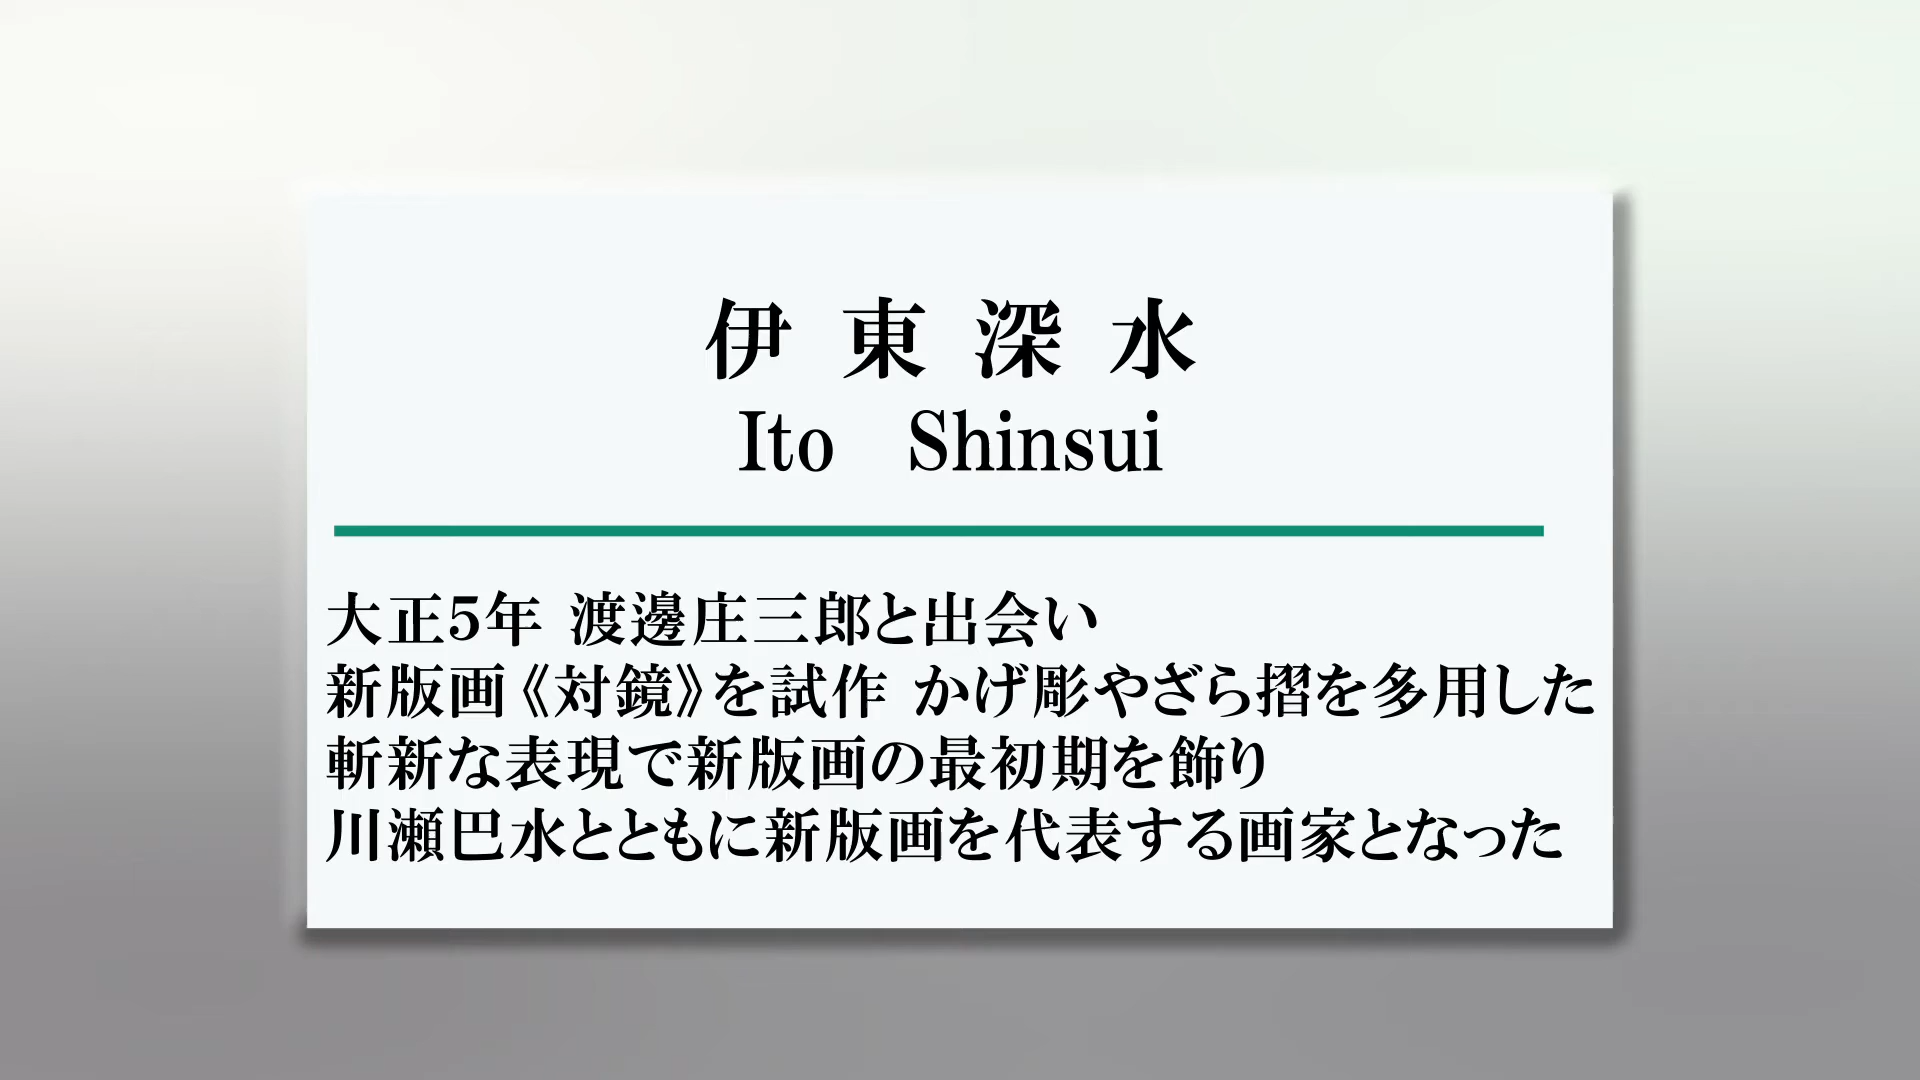 伊東深水
Ito Shinsui
大正5年 渡邊庄三郎と出会い
新版画《対鏡》を試作 かげ彫やざら摺を多用した
斬新な表現で新版画の最初期を飾り
川瀬巴水とともに新版画を代表する画家となった